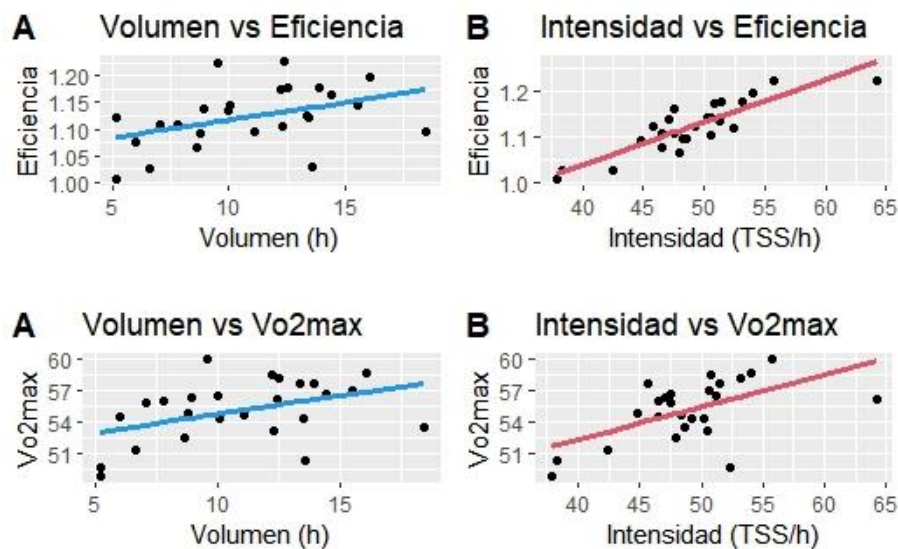 A Volumen vs Eficiencia
Eficiencia
1.20
1.15
1.10
1.05
1.00
5 10 15
Volumen (h)
B Intensidad vs Eficiencia
Eficiencia
1.2
1.1
1.0
40 45 50 55 60 65
Intensidad (TSS/h)
A Volumen vs Vo2max
Vo2max
60
57
54
51
5 10 15
Volumen (h)
B Intensidad vs Vo2max
Vo2max
60
57
54
51
40 45 50 55 60 65
Intensidad (TSS/h)